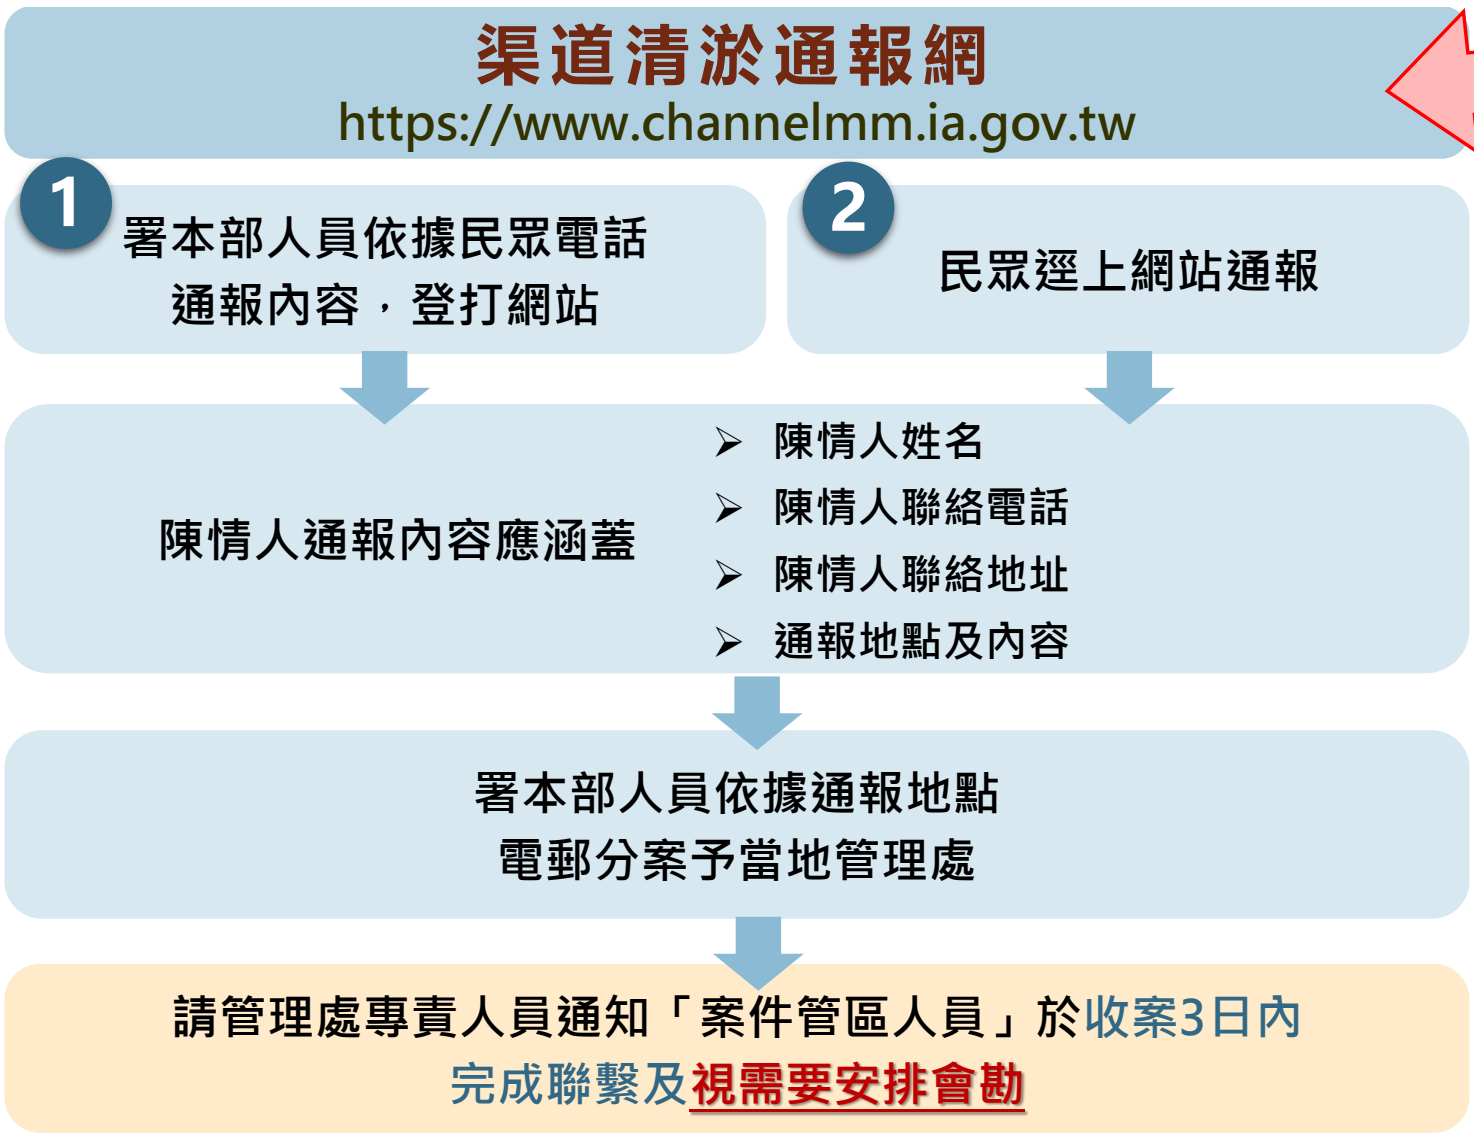 渠道清淤通報網
https://www.channelmm.ia.gov.tw
1
署本部人員依據民眾電話
通報內容，登打網站
2
民眾逕上網站通報
陳情人通報內容應涵蓋
➢ 陳情人姓名
➢ 陳情人聯絡電話
➢ 陳情人聯絡地址
➢ 通報地點及內容
署本部人員依據通報地點
電郵分案予當地管理處
請管理處專責人員通知「案件管區人員」於收案3日內
完成聯繫及視需要安排會勘